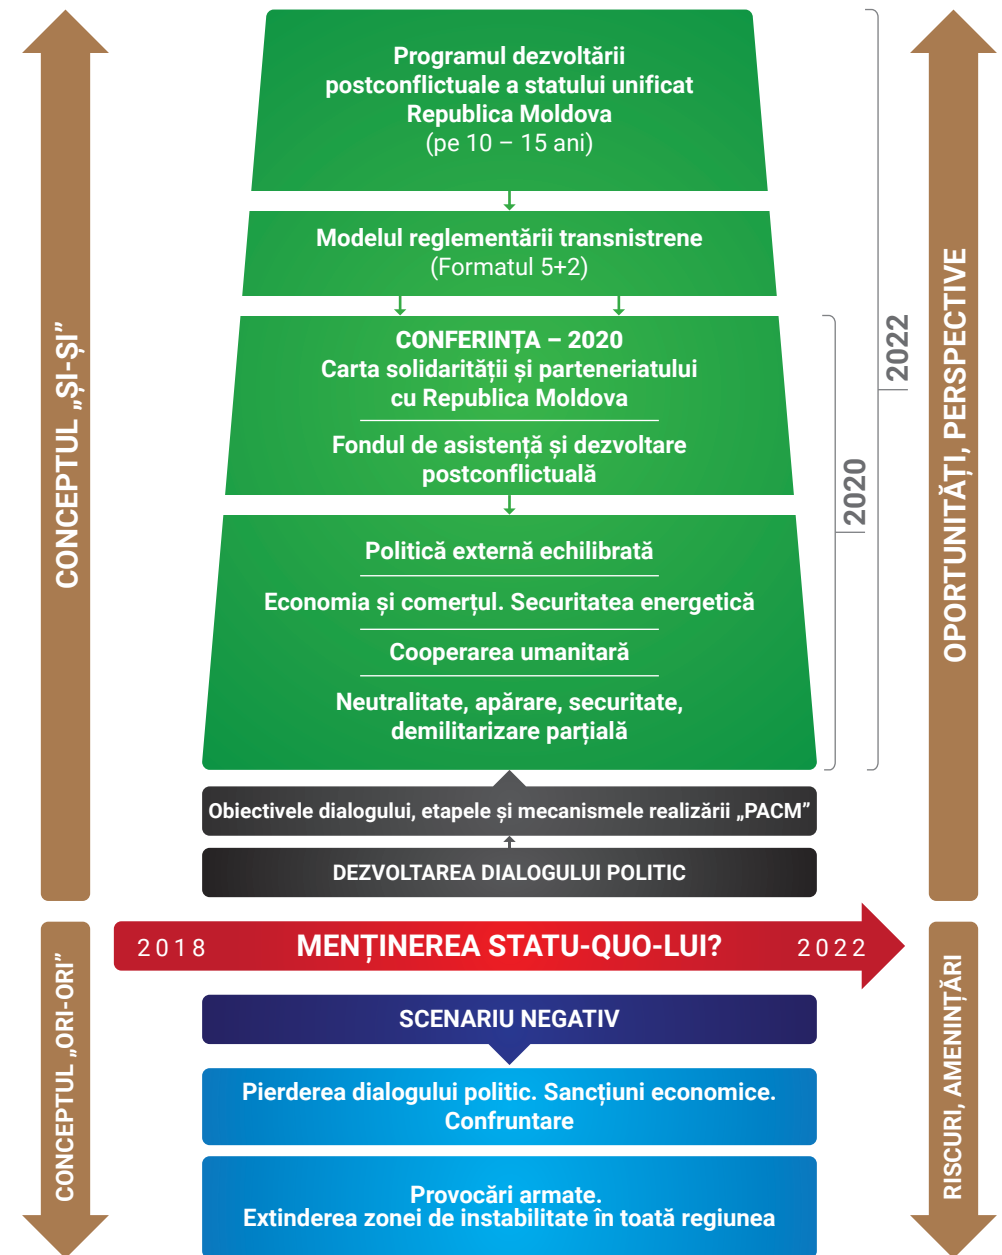 Programul dezvoltării
postconflictuale a statului unificat
Republica Moldova
(pe 10 – 15 ani)
Modelul reglementării transnistrene
(Formatul 5+2)
CONFERINȚA – 2020
Carta solidarității și parteneriatului
cu Republica Moldova
Fondul de asistență și dezvoltare
postconflictuală
Politică externă echilibrată
Economia și comerțul. Securitatea energetică
Cooperarea umanitară
Neutralitate, apărare, securitate,
demilitarizare parțială
2020
2022
CONCEPTUL „ȘI-ȘI”
OPORTUNITĂȚI, PERSPECTIVE
Obiectivele dialogului, etapele și mecanismele realizării „PACM”
DEZVOLTAREA DIALOGULUI POLITIC
2018 MENȚINEREA STATU-QUO-LUI? 2022
CONCEPTUL „ORI-ORI”
RISCURI, AMENINȚĂRI
SCENARIU NEGATIV
Pierderea dialogului politic. Sancțiuni economice.
Confruntare
Provocări armate.
Extinderea zonei de instabilitate în toată regiunea